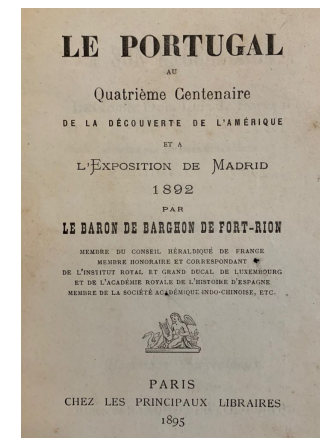 LE PORTUGAL
AU
Quatrième Centenaire
DE LA DÉCOUVERTE DE L'AMÉRIQUE
ET A
L'EXPOSITION DE MADRID
1892
PAR
LE BARON DE BARGHON DE FORT-RION
MEMBRE DU CONSEIL HÉRALDIQUE DE FRANCE
MEMBRE HONORAIRE ET CORRESPONDANT
DE L'INSTITUT ROYAL ET GRAND DUCAL DE LUXEMBOURG
ET DE L'ACADÉMIE ROYALE DE L'HISTOIRE D'ESPAGNE
MEMBRE DE LA SOCIÉTÉ ACADÉMIQUE INDO-CHINOISE, ETC.
PARIS
CHEZ LES PRINCIPAUX LIBRAIRES
1895